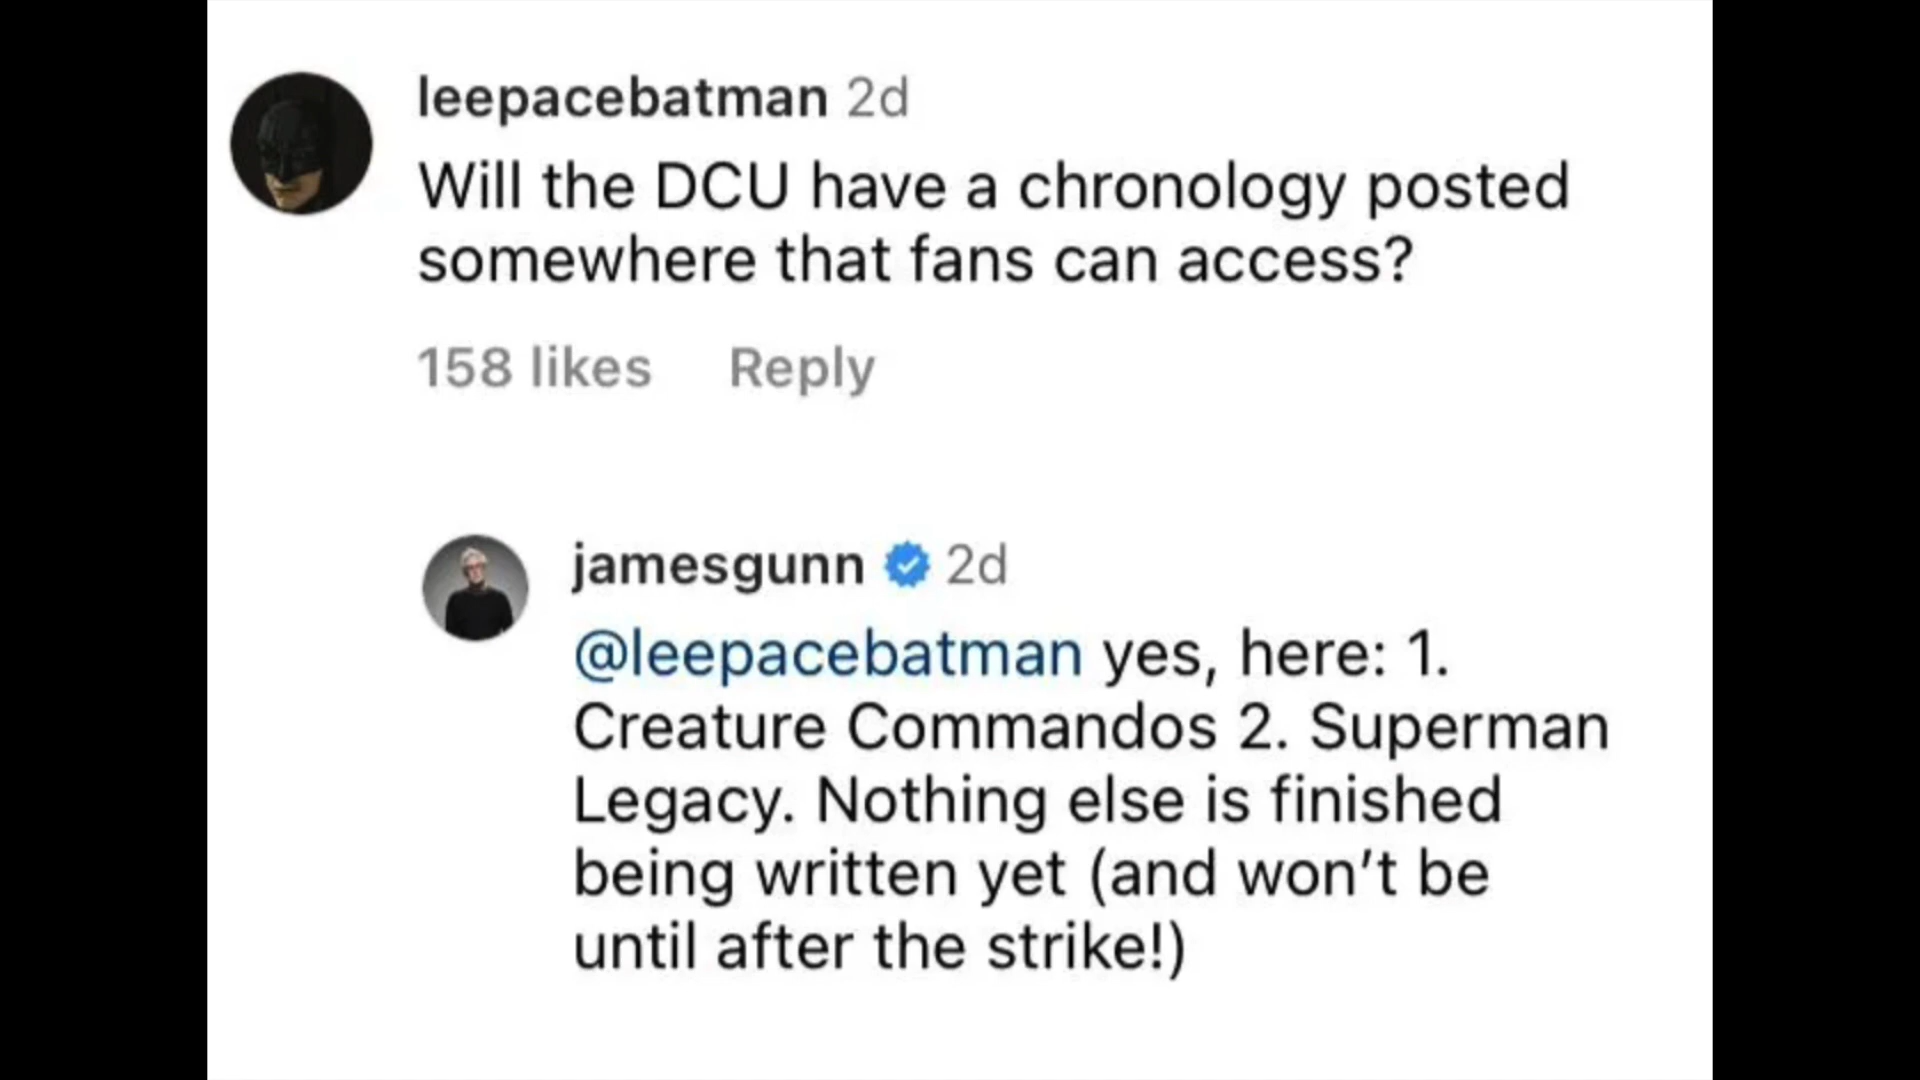 leepacebatman 2d
Will the DCU have a chronology posted
somewhere that fans can access?
158 likes Reply
jamesgunn 2d
@leepacebatman yes, here: 1.
Creature Commandos 2. Superman
Legacy. Nothing else is finished
being written yet (and won’t be
until after the strike!)